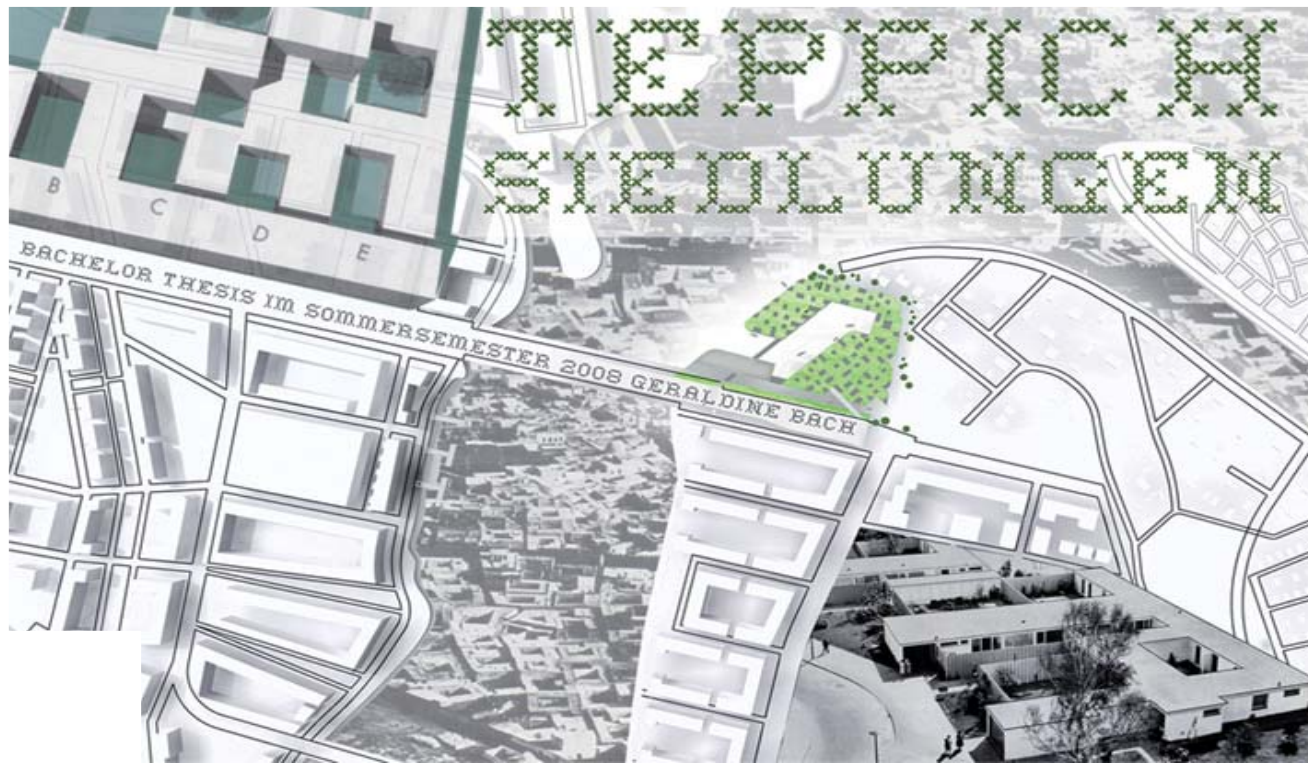 TEPPICH
SIEDLUNGEN
B
C
D
E
BACHELOR THESIS IM SOMMERSEMESTER 2008 GERALDINE BACH